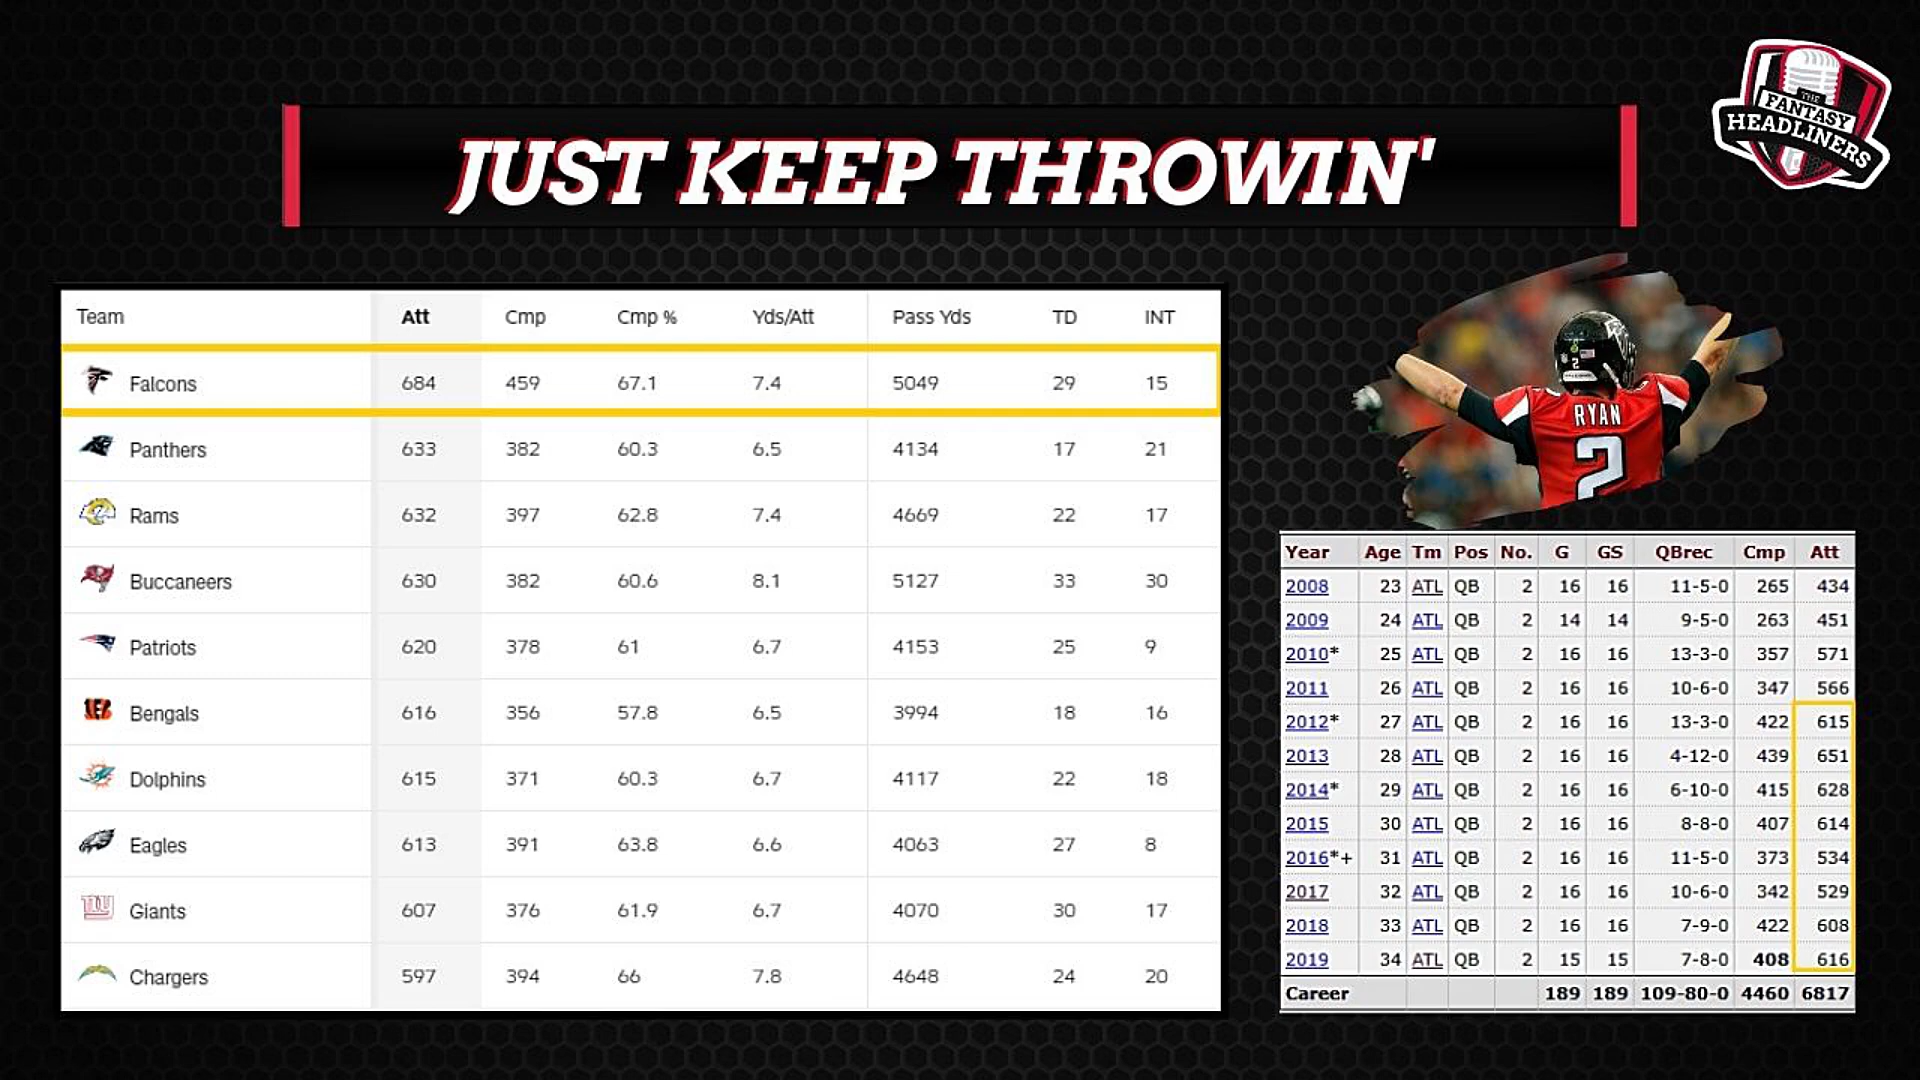 THE
FANTASY
HEADLINERS
JUST KEEP THROWIN'
Team Att Cmp Cmp % Yds/Att Pass Yds TD INT
Falcons 684 459 67.1 7.4 5049 29 15
Panthers 633 382 60.3 6.5 4134 17 21
Rams 632 397 62.8 7.4 4669 22 17
Buccaneers 630 382 60.6 8.1 5127 33 30
Patriots 620 378 61 6.7 4153 25 9
Bengals 616 356 57.8 6.5 3994 18 16
Dolphins 615 371 60.3 6.7 4117 22 18
Eagles 613 391 63.8 6.6 4063 27 8
Giants 607 376 61.9 6.7 4070 30 17
Chargers 597 394 66 7.8 4648 24 20
2
RYAN
2
Year Age Tm Pos No. G GS QBrec Cmp Att
2008 23 ATL QB 2 16 16 11-5-0 265 434
2009 24 ATL QB 2 14 14 9-5-0 263 451
2010* 25 ATL QB 2 16 16 13-3-0 357 571
2011 26 ATL QB 2 16 16 10-6-0 347 566
2012* 27 ATL QB 2 16 16 13-3-0 422 615
2013 28 ATL QB 2 16 16 4-12-0 439 651
2014* 29 ATL QB 2 16 16 6-10-0 415 628
2015 30 ATL QB 2 16 16 8-8-0 407 614
2016*+ 31 ATL QB 2 16 16 11-5-0 373 534
2017 32 ATL QB 2 16 16 10-6-0 342 529
2018 33 ATL QB 2 16 16 7-9-0 422 608
2019 34 ATL QB 2 15 15 7-8-0 408 616
Career 189 189 109-80-0 4460 6817